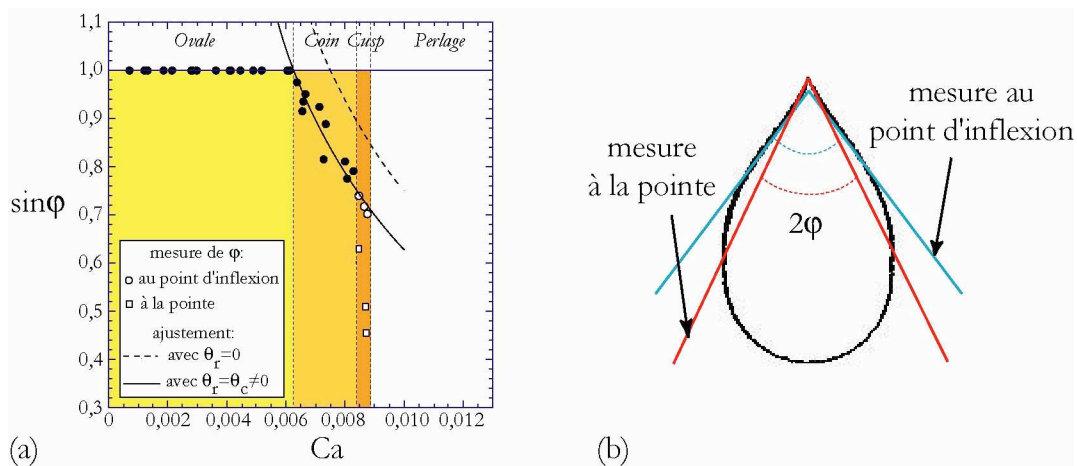 1,1
1,0
0,9
0,8
0,7
0,6
0,5
0,4
0,3
sinφ
Ovale Coin Cusp Perlage
mesure de φ:
au point d'inflexion
à la pointe
ajustement:
avec θr=0
avec θr=θc≠0
0 0,002 0,004 0,006 0,008 0,010 0,012
Ca
(a)
mesure
à la pointe
mesure au
point d'inflexion
2φ
(b)